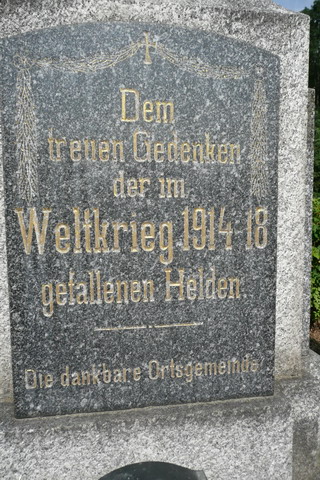 Dem
treuen Gedenken
der im
Weltkrieg 1914-18
gefallenen Helden.
Die dankbare Ortsgemeinde.